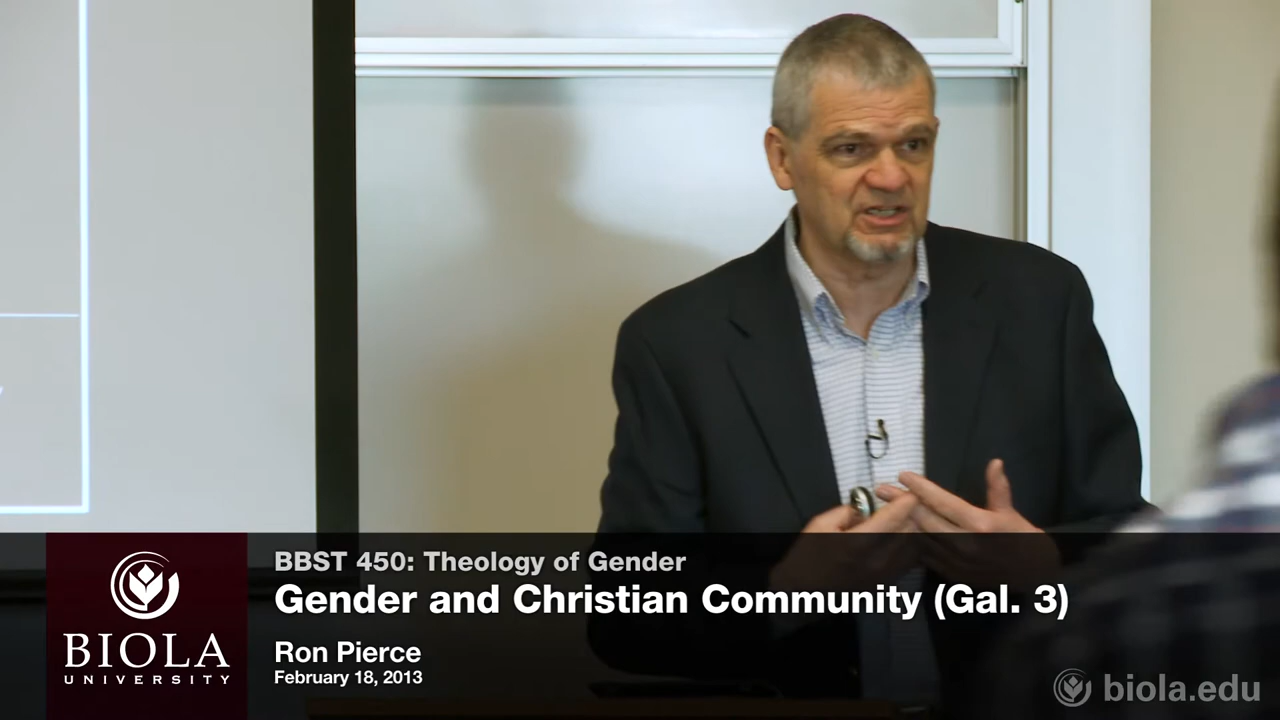 BBST 450: Theology of Gender
Gender and Christian Community (Gal. 3)
Ron Pierce
February 18, 2013
BIOLA
UNIVERSITY
biola.edu